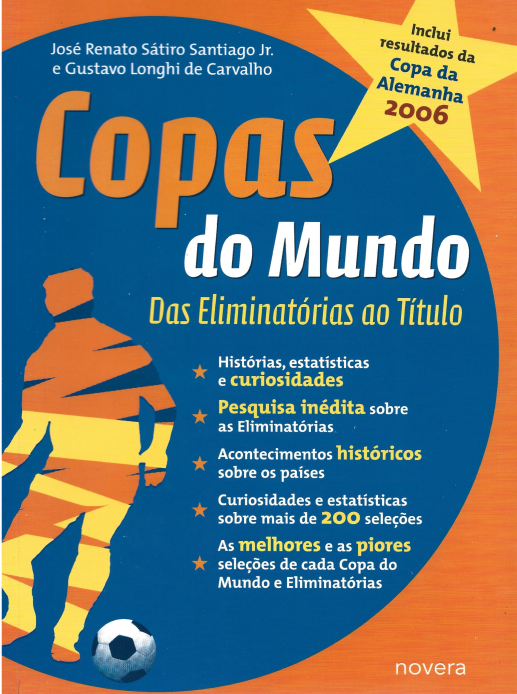 José Renato Sátiro Santiago Jr.
e Gustavo Longhi de Carvalho
Inclui
resultados da
Copa da
Alemanha
2006
Copas
do Mundo
Das Eliminatórias ao Título
Histórias, estatísticas
e curiosidades
Pesquisa inédita sobre
as Eliminatórias
Acontecimentos históricos
sobre os países
Curiosidades e estatísticas
sobre mais de 200 seleções
As melhores e as piores
seleções de cada Copa do
Mundo e Eliminatórias
novera